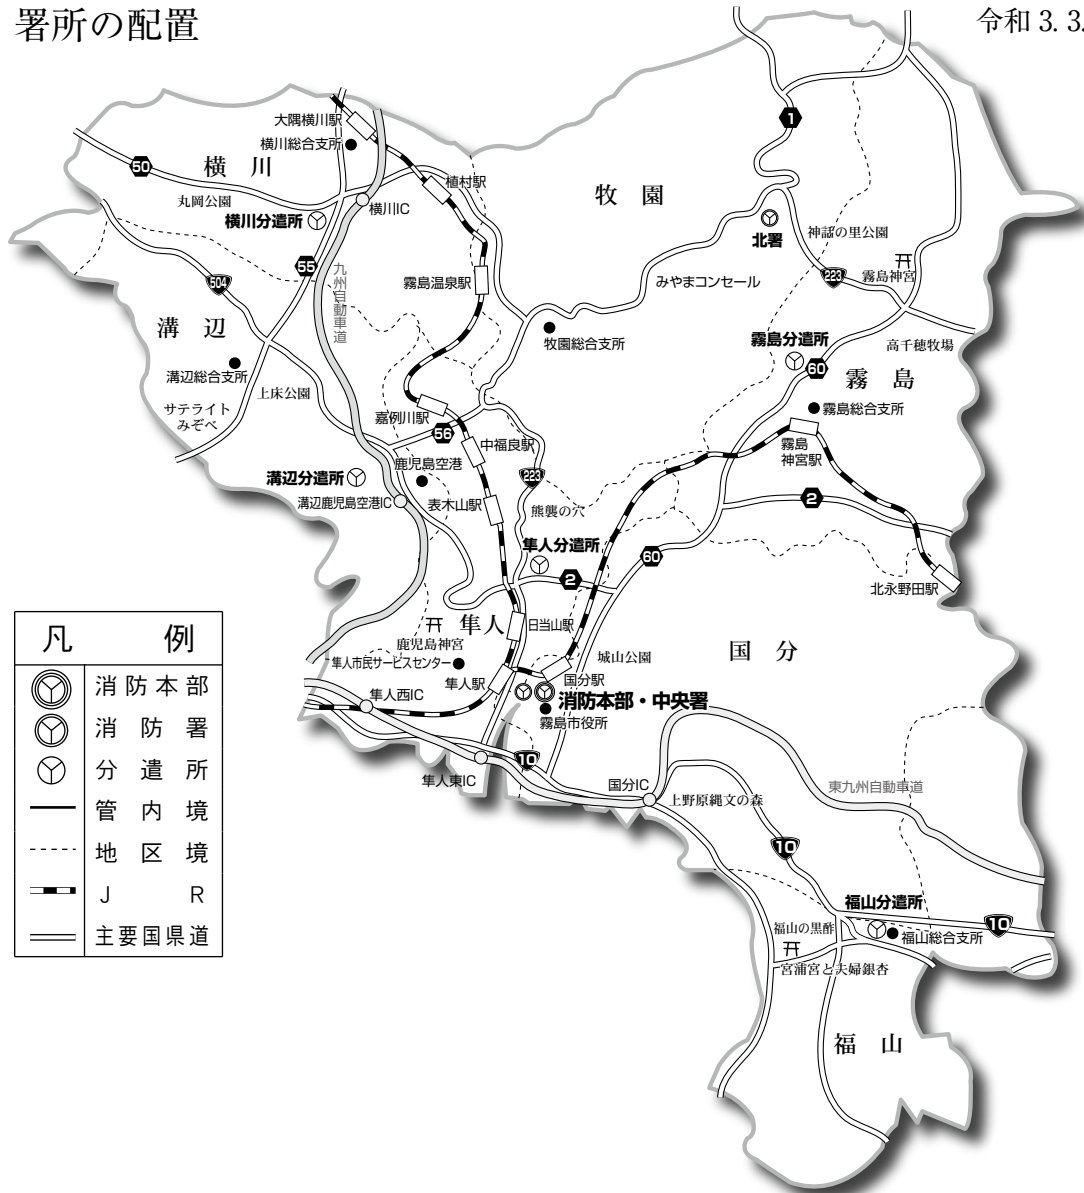 署所の配置
令和 3. 3.
大隅横川駅
横川総合支所
50
横 川
丸岡公園
横川分遣所
横川IC
植村駅
牧 園
1
北署
神話の里公園
霧島神宮
223
55
504
九州自動車道
霧島温泉駅
みやまコンセール
溝 辺
溝辺総合支所
牧園総合支所
霧島分遣所
60
高千穂牧場
霧 島
上床公園
サテライト
みぞべ
嘉例川駅
56
中福良駅
霧島総合支所
霧島
神宮駅
溝辺分遣所
鹿児島空港
223
溝辺鹿児島空港IC
表木山駅
熊襲の穴
2
隼人分遣所
2
60
北永野田駅
隼人
日当山駅
鹿児島神宮
隼人市民サービスセンター
城山公園
国 分
隼人駅
国分駅
隼人西IC
消防本部・中央署
霧島市役所
10
隼人東IC
国分IC
上野原縄文の森
東九州自動車道
10
福山分遣所
福山の黒酢
福山総合支所
10
宮浦宮と夫婦銀杏
福 山
凡 例
消防本部
消防署
分遣所
管内境
地区境
J R
主要国県道